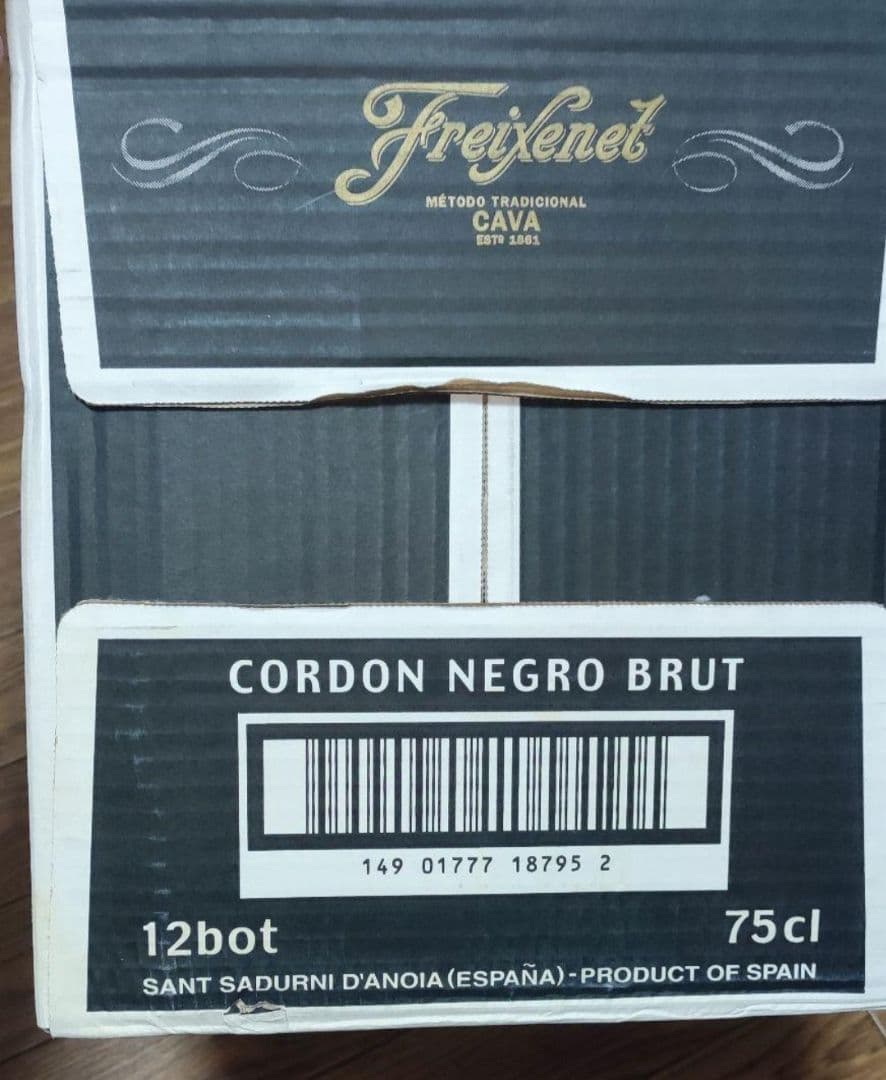 Freixenet
MÉTODO TRADICIONAL
CAVA
ESTD 1861
CORDON NEGRO BRUT
149 01777 18795 2
12bot
75cl
SANT SADURNI D'ANOIA (ESPAÑA) - PRODUCT OF SPAIN